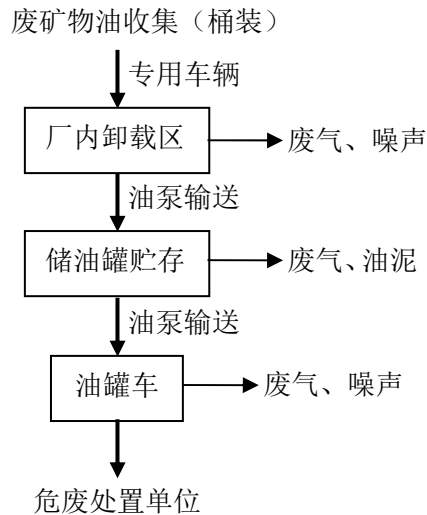 废矿物油收集（桶装）
专用车辆
厂内卸载区
废气、噪声
油泵输送
储油罐贮存
废气、油泥
油泵输送
油罐车
废气、噪声
危废处置单位